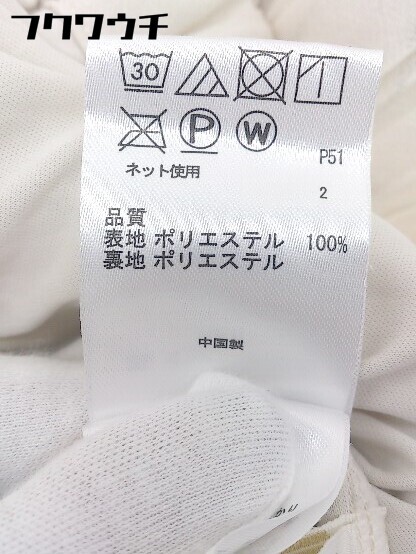 フクワウチ
30
P W
P51
ネット使用
2
品質
表地 ポリエステル 100%
裏地 ポリエステル
中国製